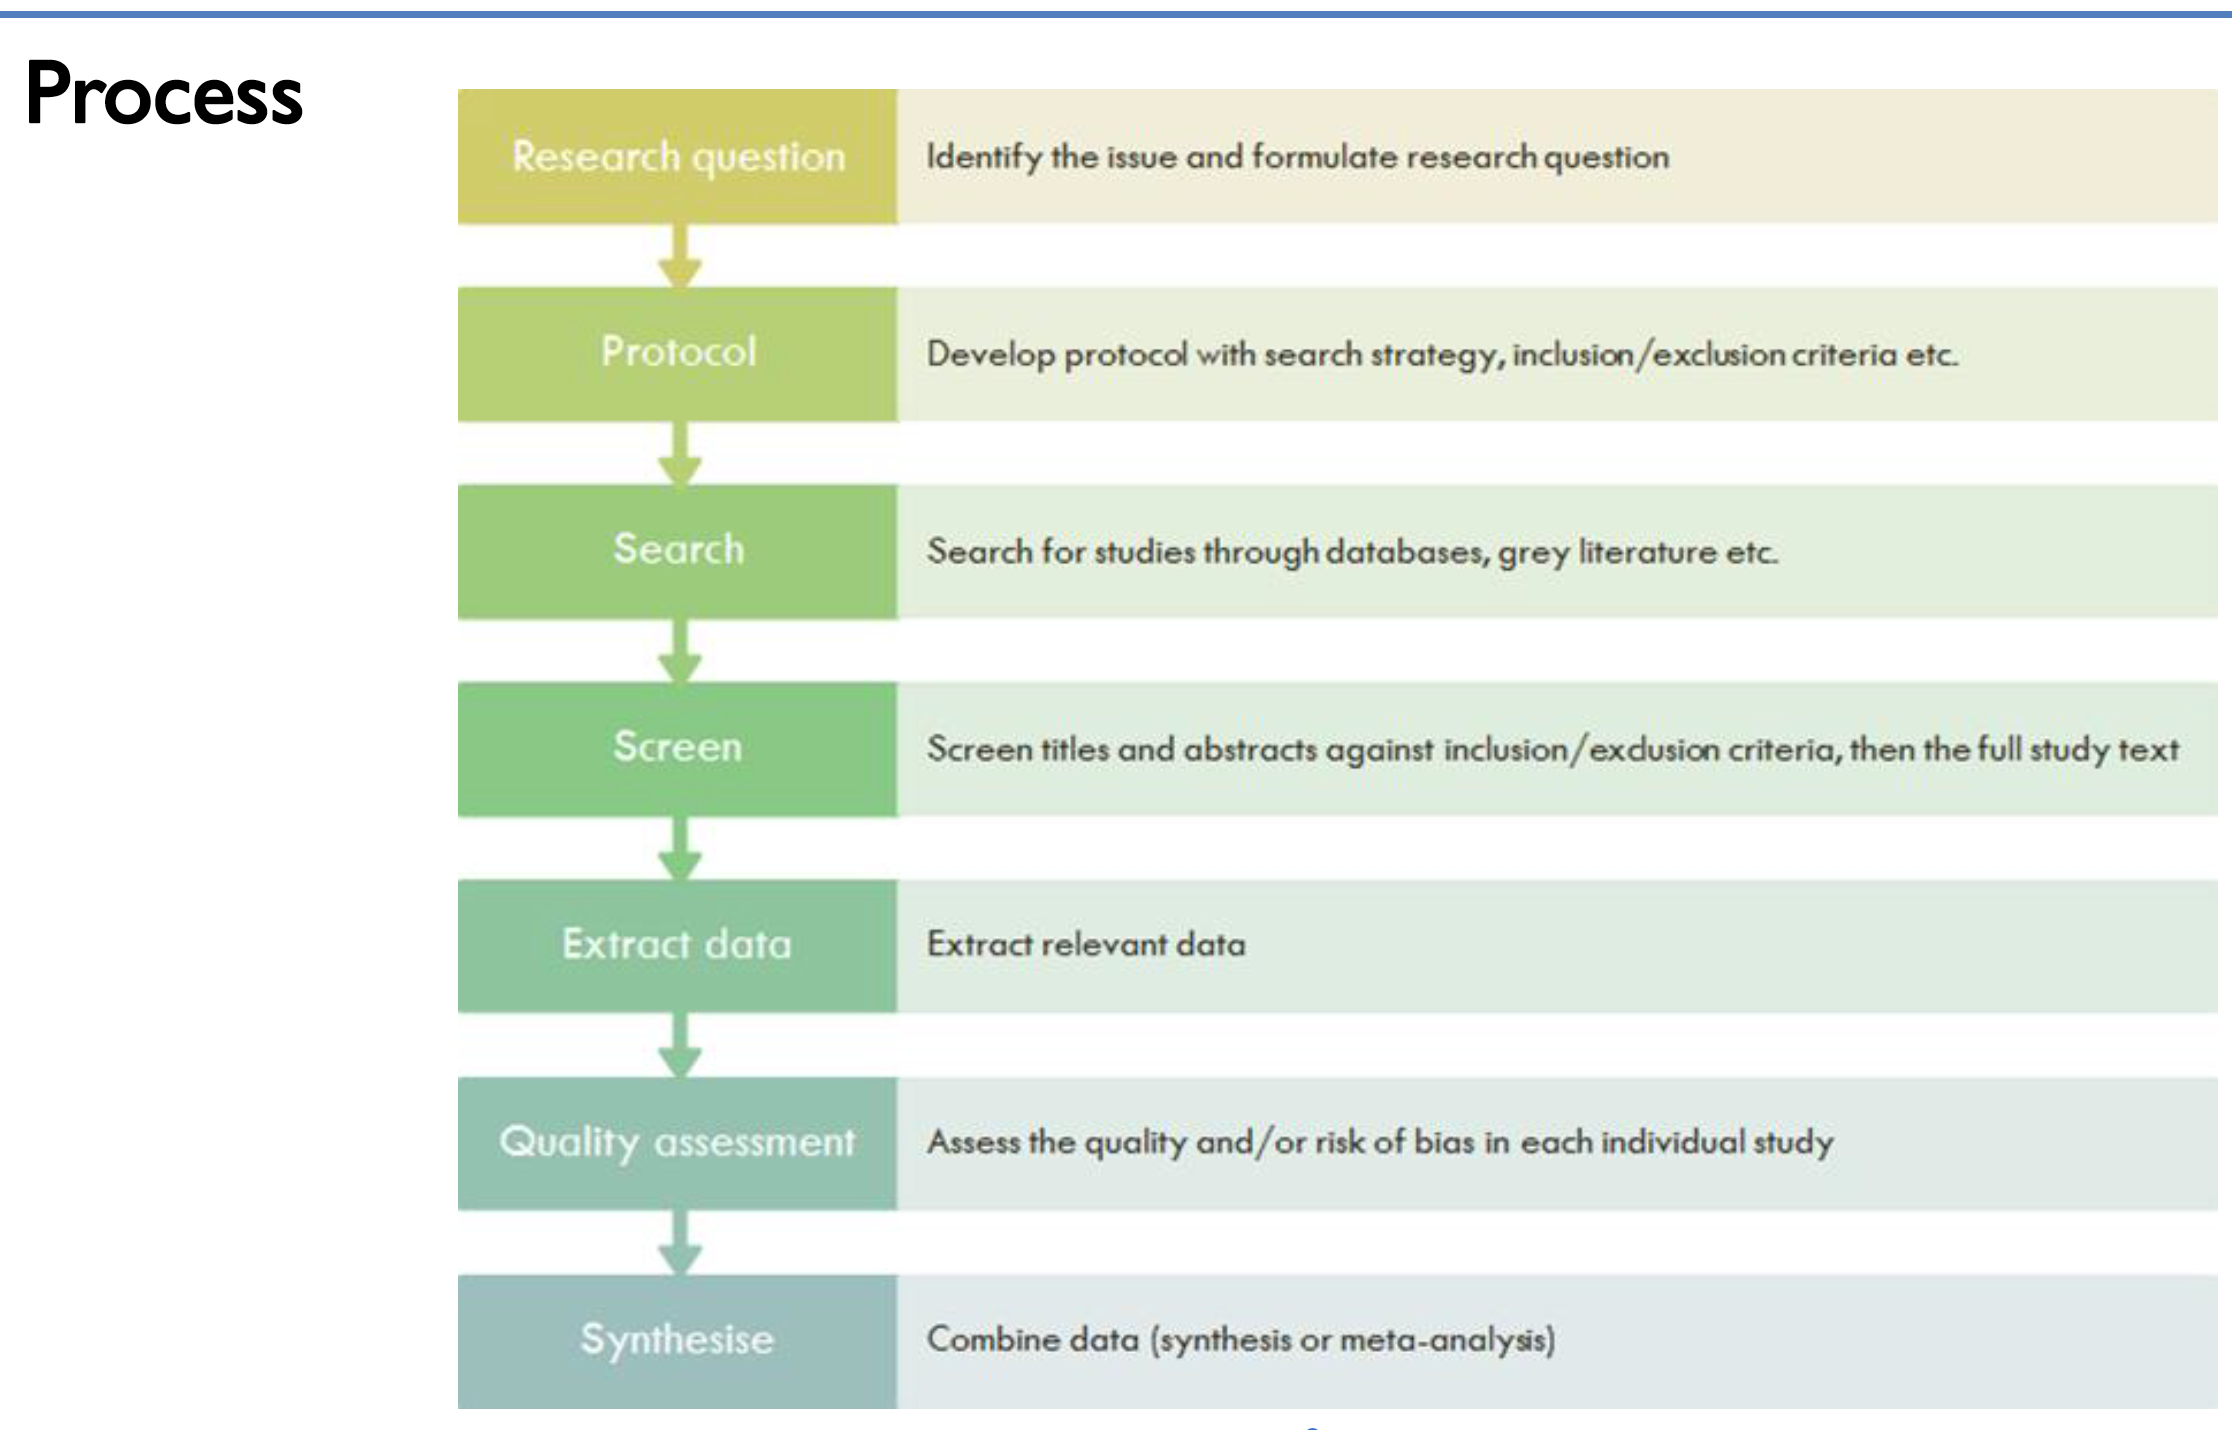 Process
Research question
Identify the issue and formulate research question
Protocol
Develop protocol with search strategy, inclusion/exclusion criteria etc.
Search
Search for studies through databases, grey literature etc.
Screen
Screen titles and abstracts against inclusion/exclusion criteria, then the full study text
Extract data
Extract relevant data
Quality assessment
Assess the quality and/or risk of bias in each individual study
Synthesise
Combine data (synthesis or meta-analysis)